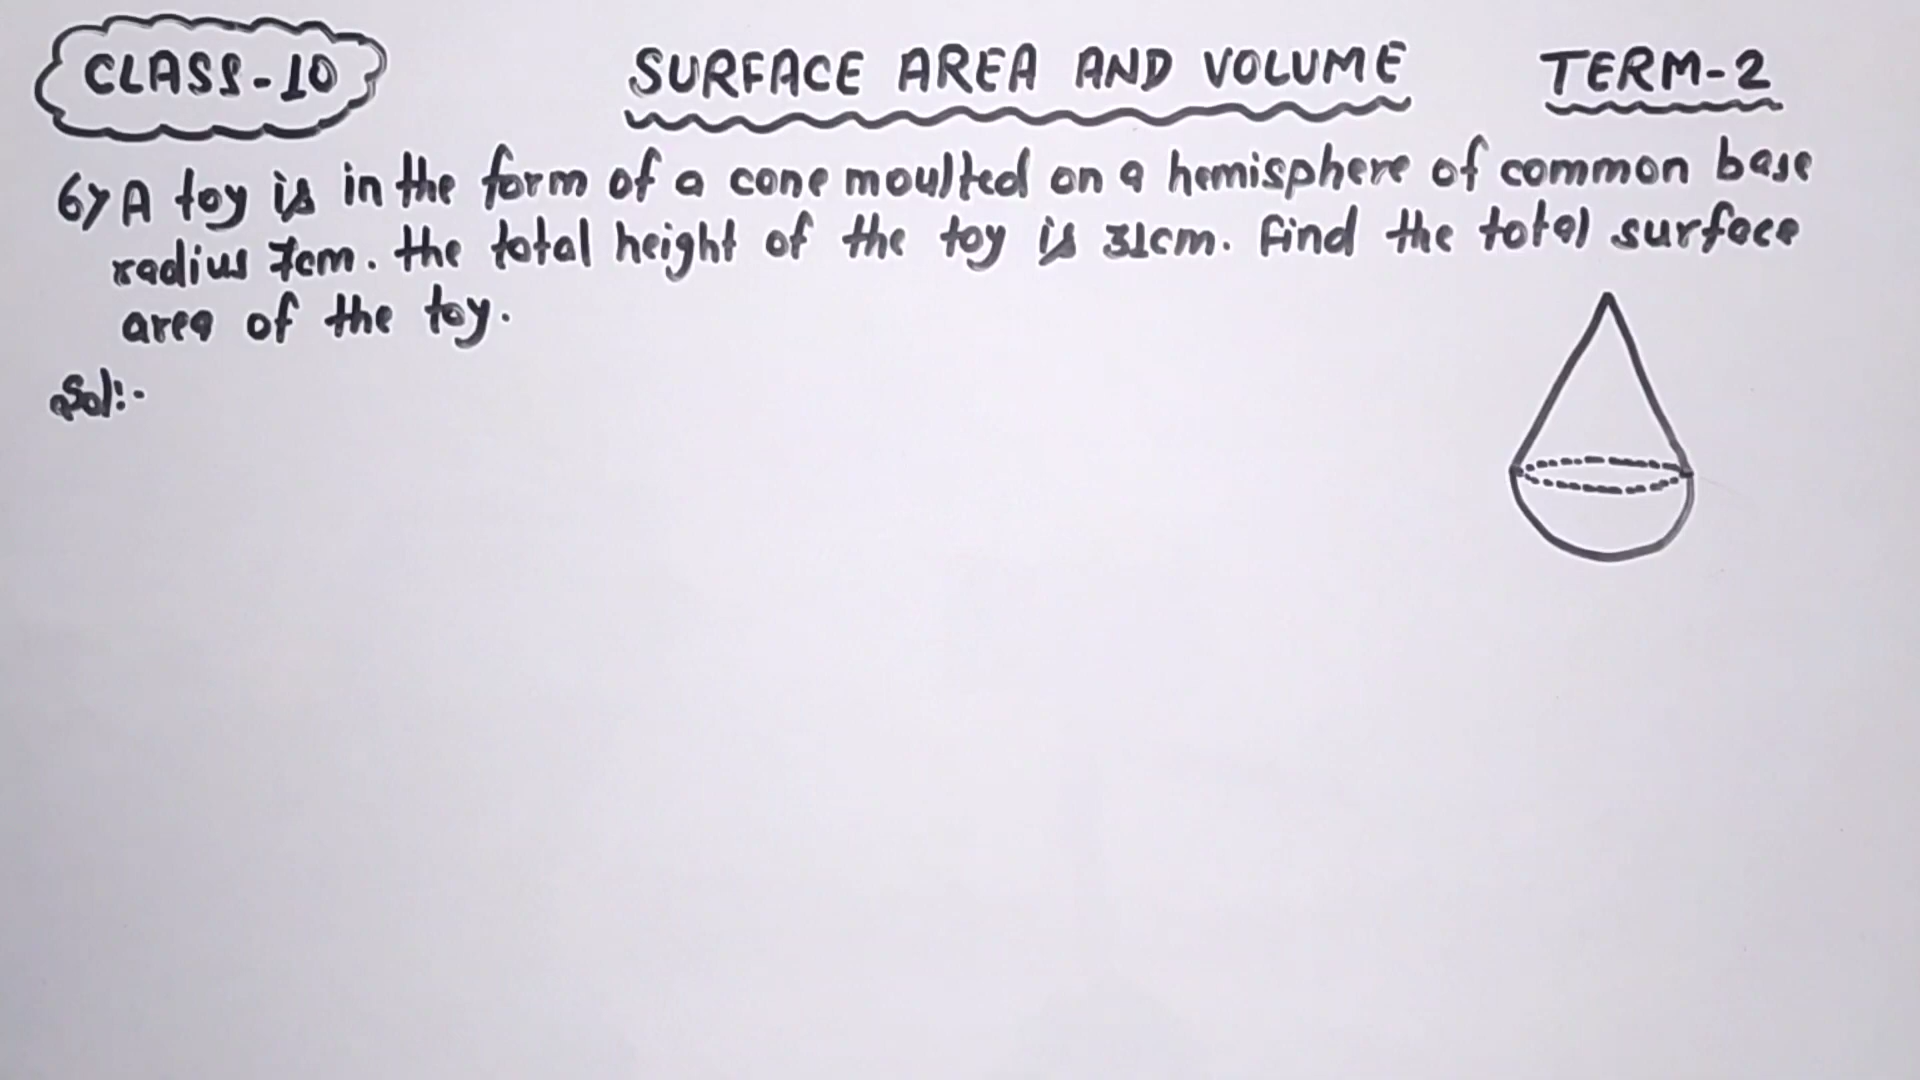 CLASS-10 SURFACE AREA AND VOLUME TERM-2
6> A toy is in the form of a cone moulted on a hemisphere of common base
radius 7cm. the total height of the toy is 31cm. Find the total surface
area of the toy.
Sol:-